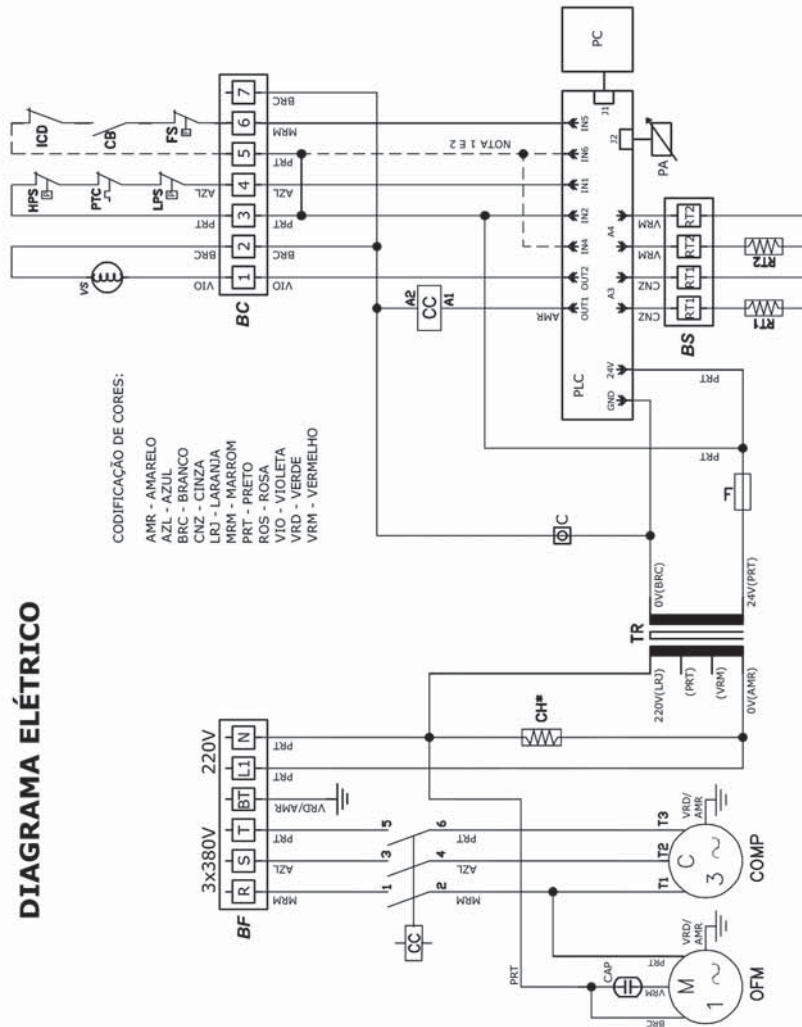 DIAGRAMA ELÉTRICO
CODIFICAÇÃO DE CORES:
AMR - AMARELO
AZL - AZUL
BRC - BRANCO
CNZ - CINZA
LRJ - LARANJA
MRM - MARROM
PRT - PRETO
ROS - ROSA
VIO - VIOLETA
VRD - VERDE
VRM - VERMELHO
3x380V
220V
BF
R
S
T
BT
L1
N
MRM
AZL
PRT
VRD/AMR
PRT
PRT
CC
1
3
5
2
4
6
MRM
AZL
PRT
T1
T2
T3
C
3 ~
COMP
VRD/
AMR
PRT
BRC
VRM
CAP
PRT
M
1 ~
OFM
VRD/
AMR
CH*
TR
220V(LRJ)
(PRT)
(VRM)
0V(AMR)
0V(BRC)
24V(PRT)
C
F
PRT
PRT
VS
HPS
PTC
LPS
ICD
CB
FS
P
P
P
VIO
BRC
PRT
AZL
BC
1
2
3
4
5
6
7
VIO
BRC
PRT
AZL
PRT
MRM
BRC
A2
CC
A1
AMR
NOTA 1 E 2
PLC
GND
24V
OUT1
OUT2
IN4
IN2
IN1
IN6
IN5
A3
A4
J1
J2
PC
PA
CNZ
CNZ
VRM
VRM
BS
RT1
RT1
RT2
RT2
RT1
RT2